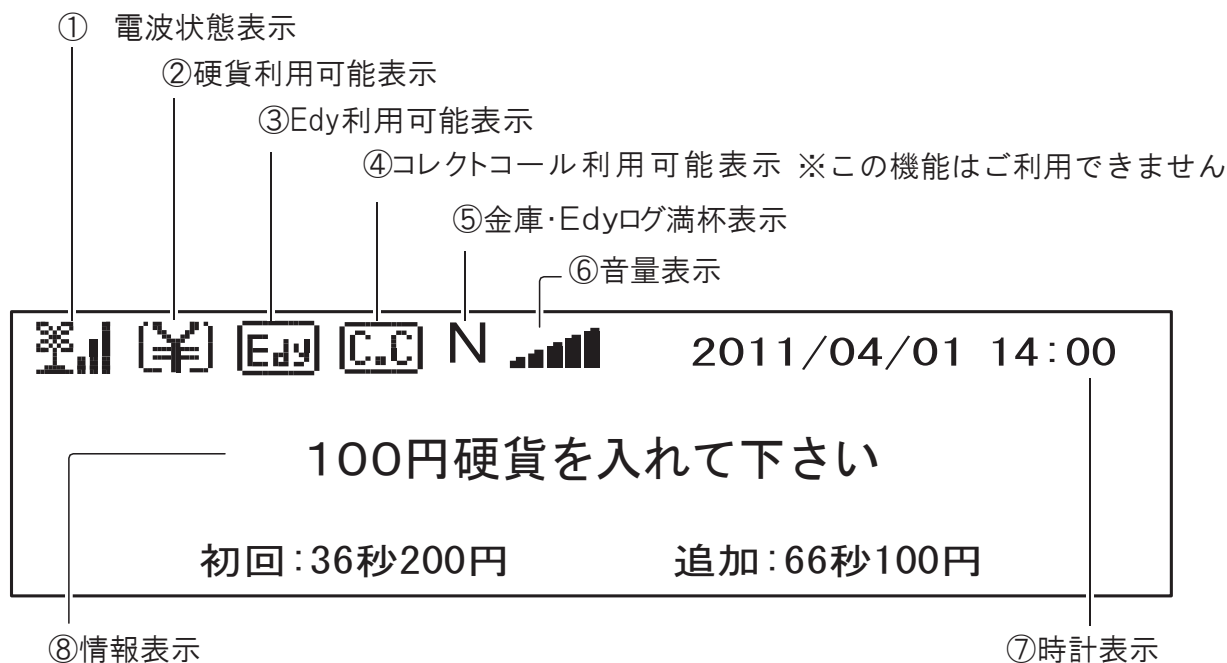 ① 電波状態表示
②硬貨利用可能表示
③Edy利用可能表示
④コレクトコール利用可能表示 ※この機能はご利用できません
⑤金庫・Edyログ満杯表示
⑥音量表示
[¥] Edy C.C N 2011/04/01 14:00
100円硬貨を入れて下さい
初回:36秒200円 追加:66秒100円
⑧情報表示 ⑦時計表示